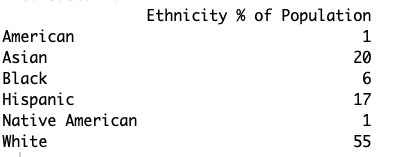 Ethnicity % of Population
American 1
Asian 20
Black 6
Hispanic 17
Native American 1
White 55